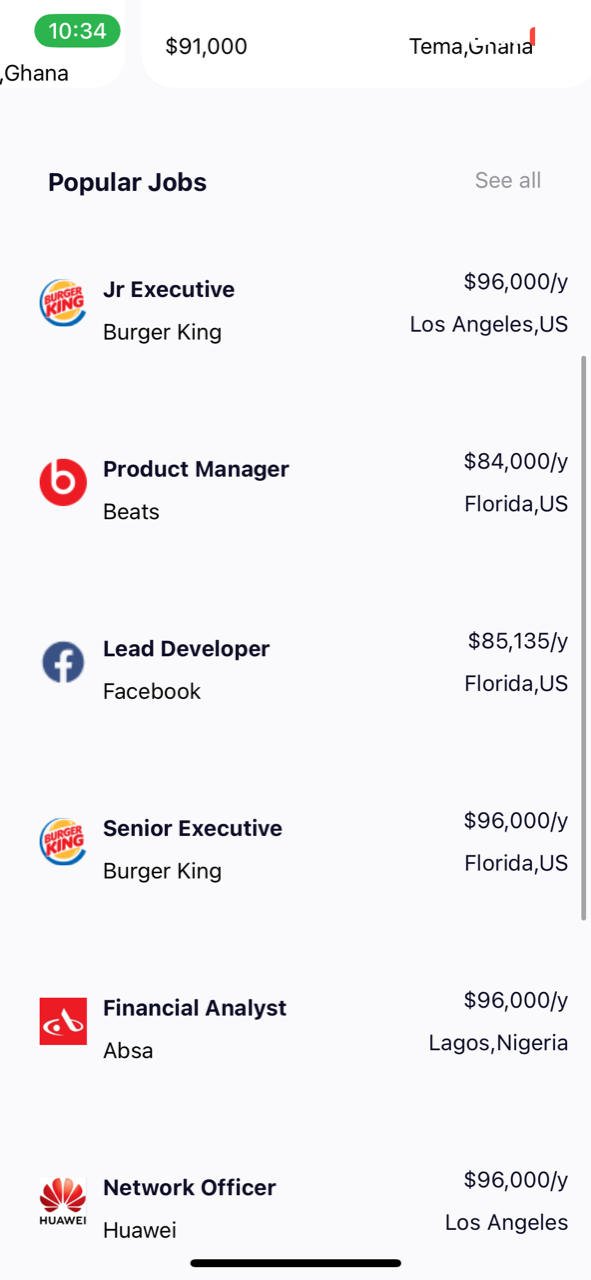 10:34
,Ghana
$91,000
Tema,Ghana
Popular Jobs
See all
BURGER
KING
Jr Executive
$96,000/y
Burger King
Los Angeles,US
b
Product Manager
$84,000/y
Beats
Florida,US
f
Lead Developer
$85,135/y
Facebook
Florida,US
BURGER
KING
Senior Executive
$96,000/y
Burger King
Florida,US
Financial Analyst
$96,000/y
Absa
Lagos,Nigeria
HUAWEI
Network Officer
$96,000/y
Huawei
Los Angeles